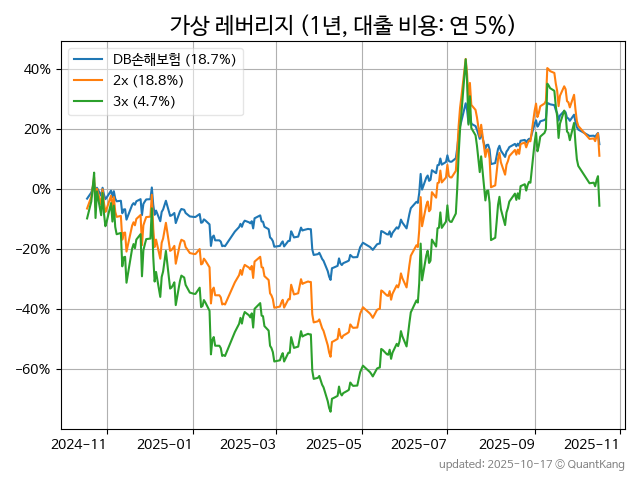 가상 레버리지 (1년, 대출 비용: 연 5%)
DB손해보험 (18.7%)
2x (18.8%)
3x (4.7%)
40%
20%
0%
−20%
−40%
−60%
2024-11 2025-01 2025-03 2025-05 2025-07 2025-09 2025-11
updated: 2025-10-17 © QuantKang